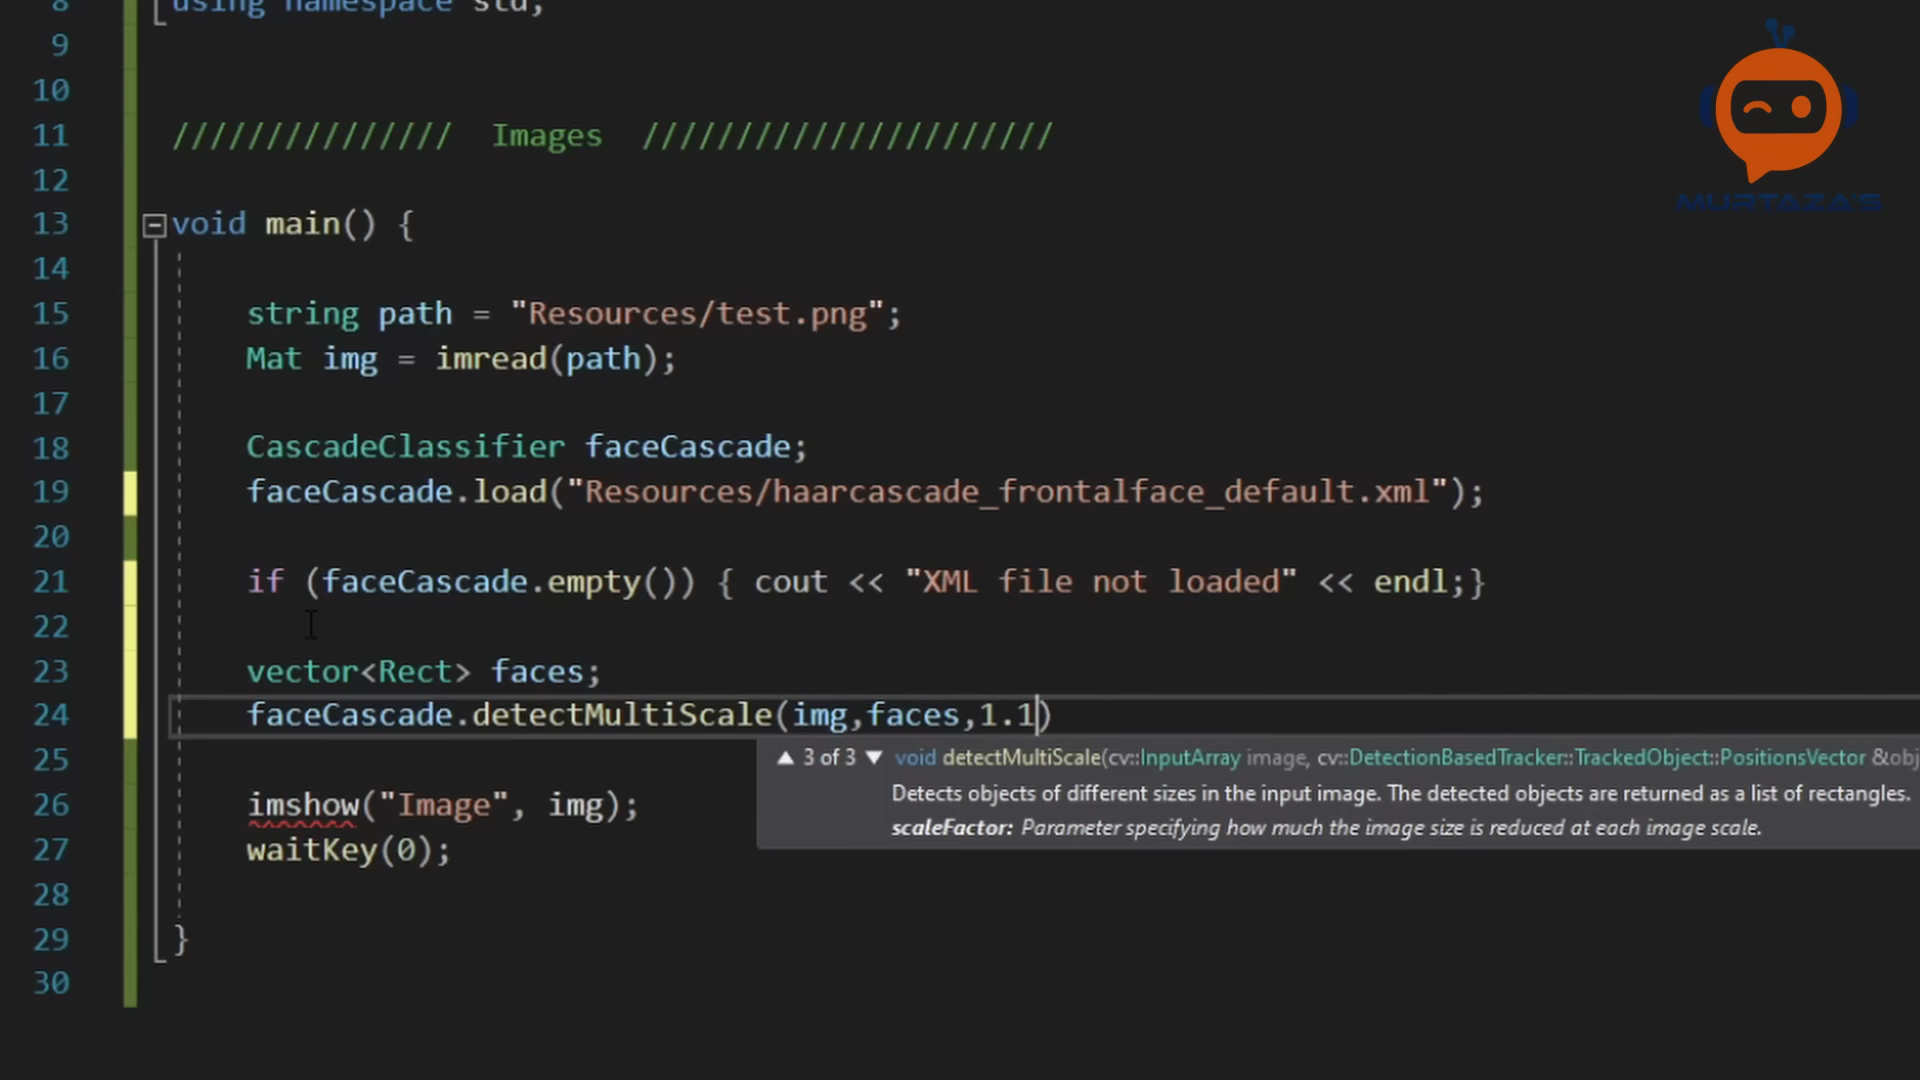 8 using namespace std;
9
10
11 /////////////// Images //////////////////////
12
13 void main() {
14
15 string path = "Resources/test.png";
16 Mat img = imread(path);
17
18 CascadeClassifier faceCascade;
19 faceCascade.load("Resources/haarcascade_frontalface_default.xml");
20
21 if (faceCascade.empty()) { cout << "XML file not loaded" << endl;}
22
23 vector<Rect> faces;
24 faceCascade.detectMultiScale(img,faces,1.1)
▲ 3 of 3 ▼ void detectMultiScale(cv::InputArray image, cv::DetectionBasedTracker::TrackedObject::PositionsVector &obj
Detects objects of different sizes in the input image. The detected objects are returned as a list of rectangles.
scaleFactor: Parameter specifying how much the image size is reduced at each image scale.
25
26 imshow("Image", img);
27 waitKey(0);
28
29 }
30
MURTAZA'S